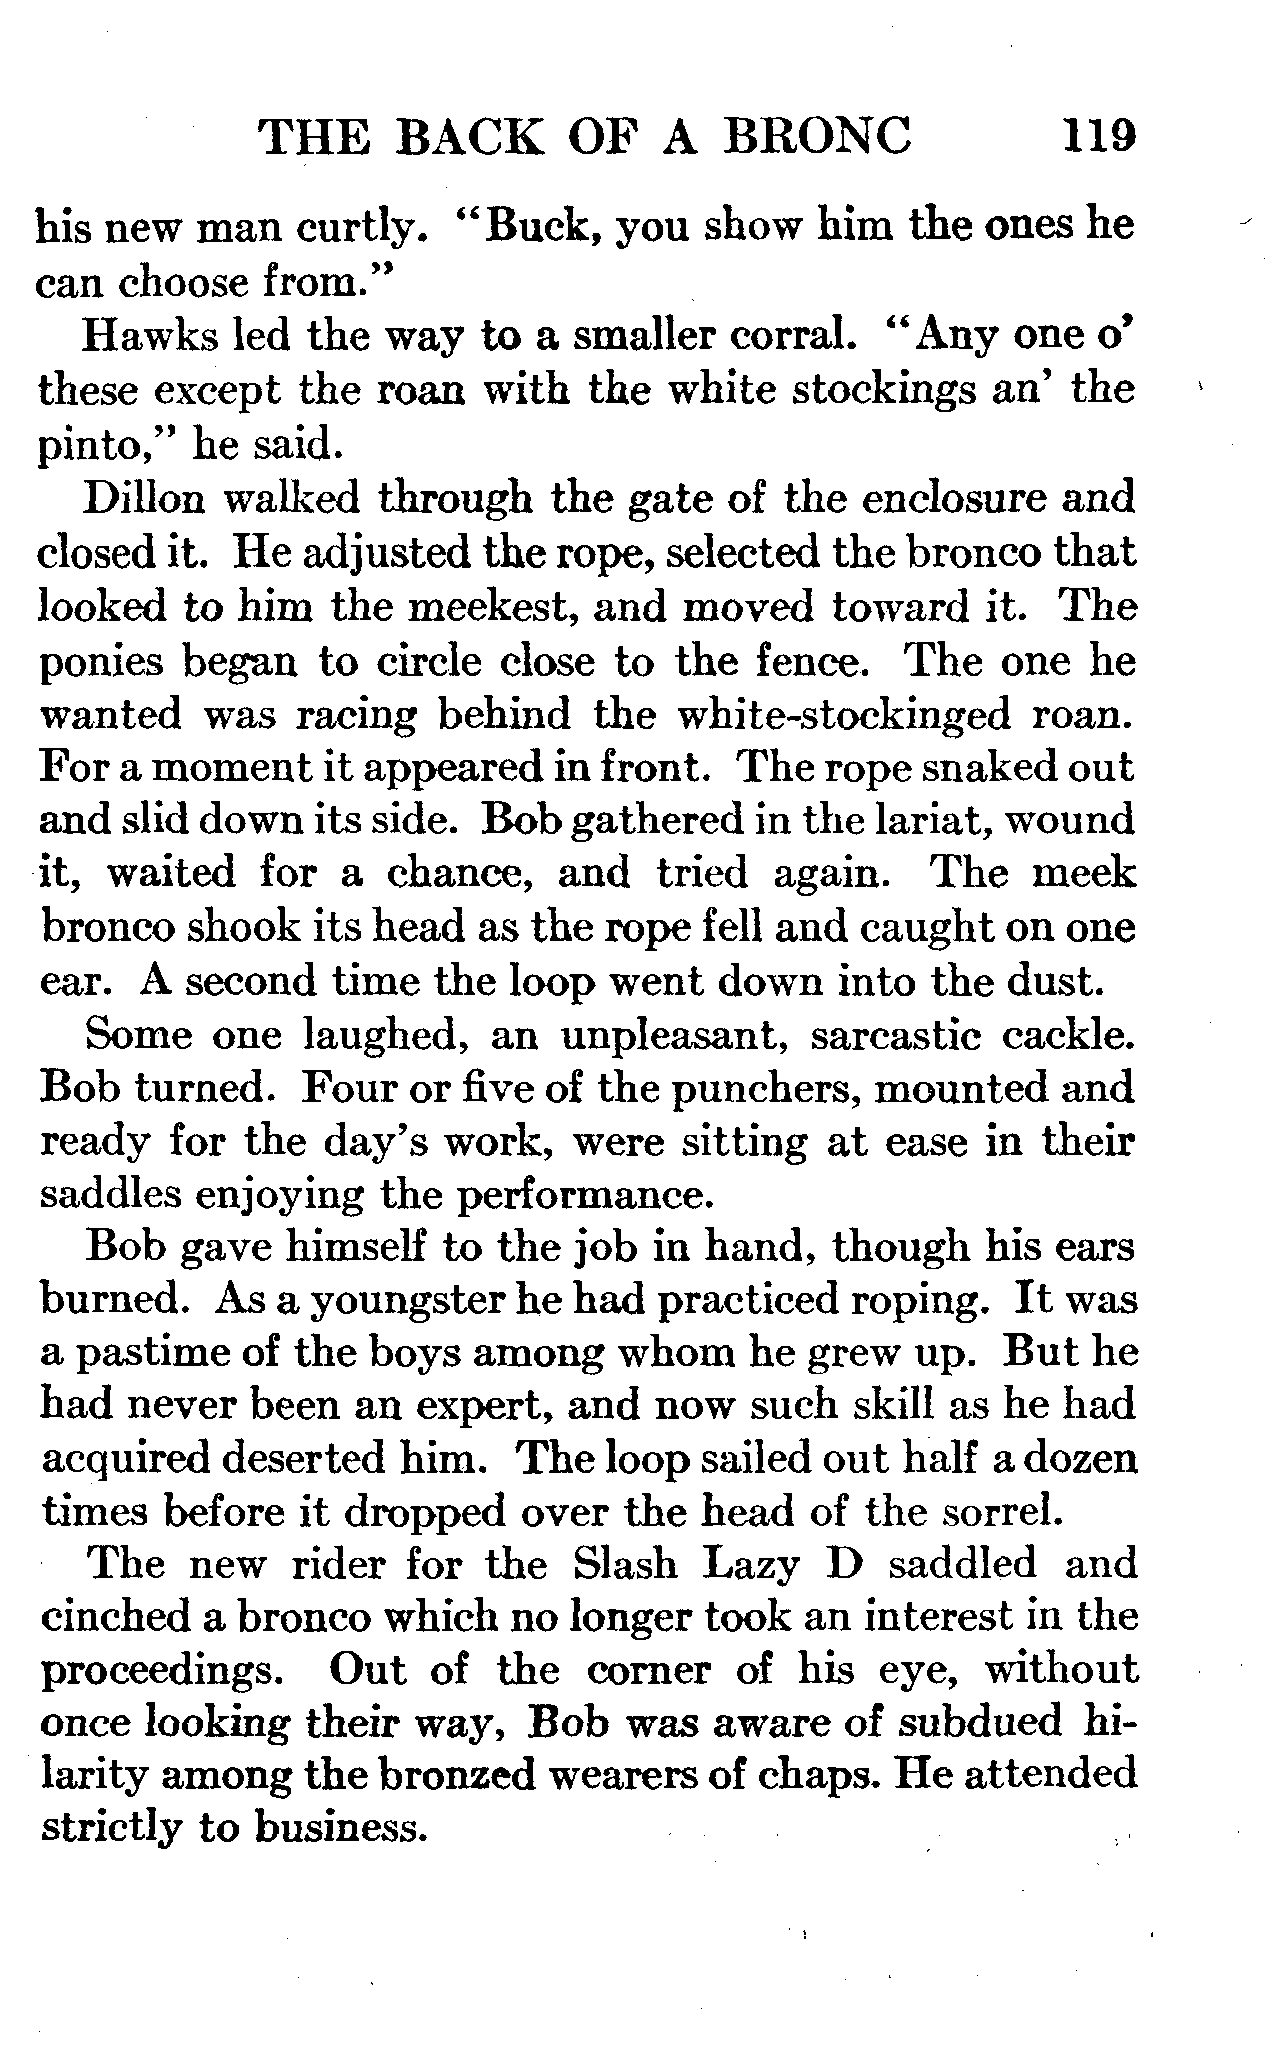 THE BACK OF A BRONC 119
his new man curtly. “Buck, you show him the ones he
can choose from.”
Hawks led the way to a smaller corral. “Any one o’
these except the roan with the white stockings an’ the
pinto,” he said.
Dillon walked through the gate of the enclosure and
closed it. He adjusted the rope, selected the bronco that
looked to him the meekest, and moved toward it. The
ponies began to circle close to the fence. The one he
wanted was racing behind the white-stockinged roan.
For a moment it appeared in front. The rope snaked out
and slid down its side. Bob gathered in the lariat, wound
it, waited for a chance, and tried again. The meek
bronco shook its head as the rope fell and caught on one
ear. A second time the loop went down into the dust.
Some one laughed, an unpleasant, sarcastic cackle.
Bob turned. Four or five of the punchers, mounted and
ready for the day’s work, were sitting at ease in their
saddles enjoying the performance.
Bob gave himself to the job in hand, though his ears
burned. As a youngster he had practiced roping. It was
a pastime of the boys among whom he grew up. But he
had never been an expert, and now such skill as he had
acquired deserted him. The loop sailed out half a dozen
times before it dropped over the head of the sorrel.
The new rider for the Slash Lazy D saddled and
cinched a bronco which no longer took an interest in the
proceedings. Out of the corner of his eye, without
once looking their way, Bob was aware of subdued hi-
larity among the bronzed wearers of chaps. He attended
strictly to business.